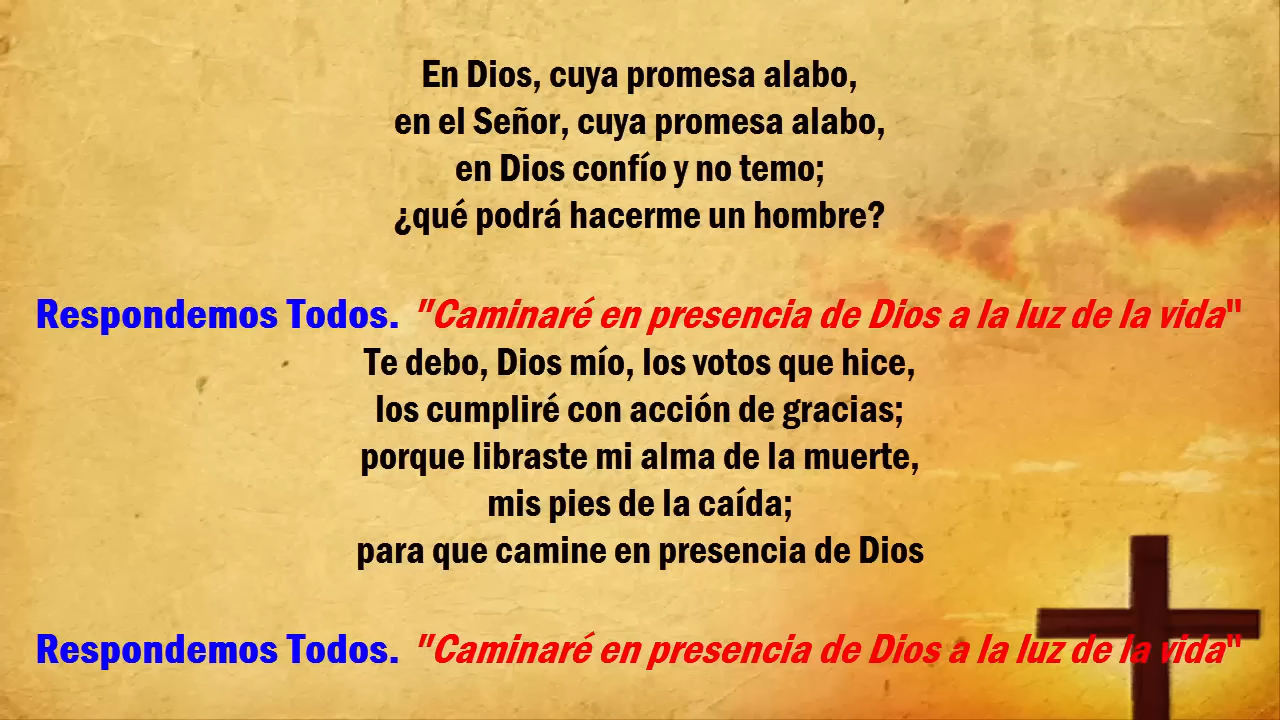 En Dios, cuya promesa alabo,
en el Señor, cuya promesa alabo,
en Dios confío y no temo;
¿qué podrá hacerme un hombre?
Respondemos Todos. "Caminaré en presencia de Dios a la luz de la vida"
Te debo, Dios mío, los votos que hice,
los cumpliré con acción de gracias;
porque libraste mi alma de la muerte,
mis pies de la caída;
para que camine en presencia de Dios
Respondemos Todos. "Caminaré en presencia de Dios a la luz de la vida"